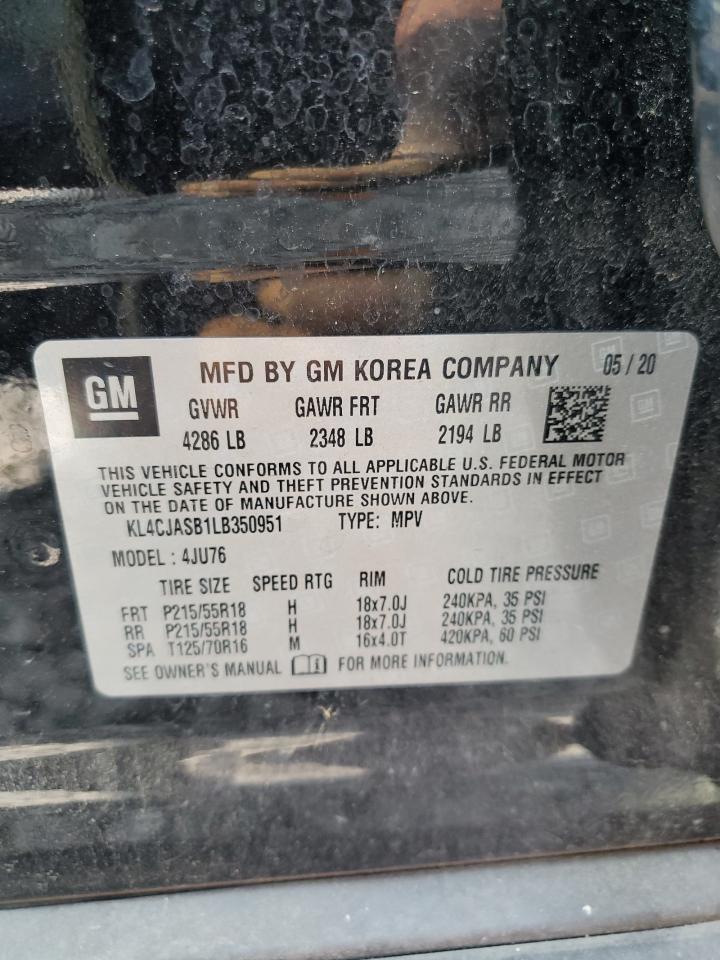 GM
MFD BY GM KOREA COMPANY 05 / 20
GVWR GAWR FRT GAWR RR
4286 LB 2348 LB 2194 LB
THIS VEHICLE CONFORMS TO ALL APPLICABLE U.S. FEDERAL MOTOR
VEHICLE SAFETY AND THEFT PREVENTION STANDARDS IN EFFECT
ON THE DATE OF MANUFACTURE SHOWN ABOVE.
KL4CJASB1LB350951 TYPE: MPV
MODEL : 4JU76
TIRE SIZE SPEED RTG RIM COLD TIRE PRESSURE
FRT P215/55R18 H 18x7.0J 240KPA, 35 PSI
RR P215/55R18 H 18x7.0J 240KPA, 35 PSI
SPA T125/70R16 M 16x4.0T 420KPA, 60 PSI
SEE OWNER'S MANUAL FOR MORE INFORMATION.